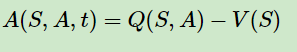 A(S, A, t) = Q(S, A) − V(S)